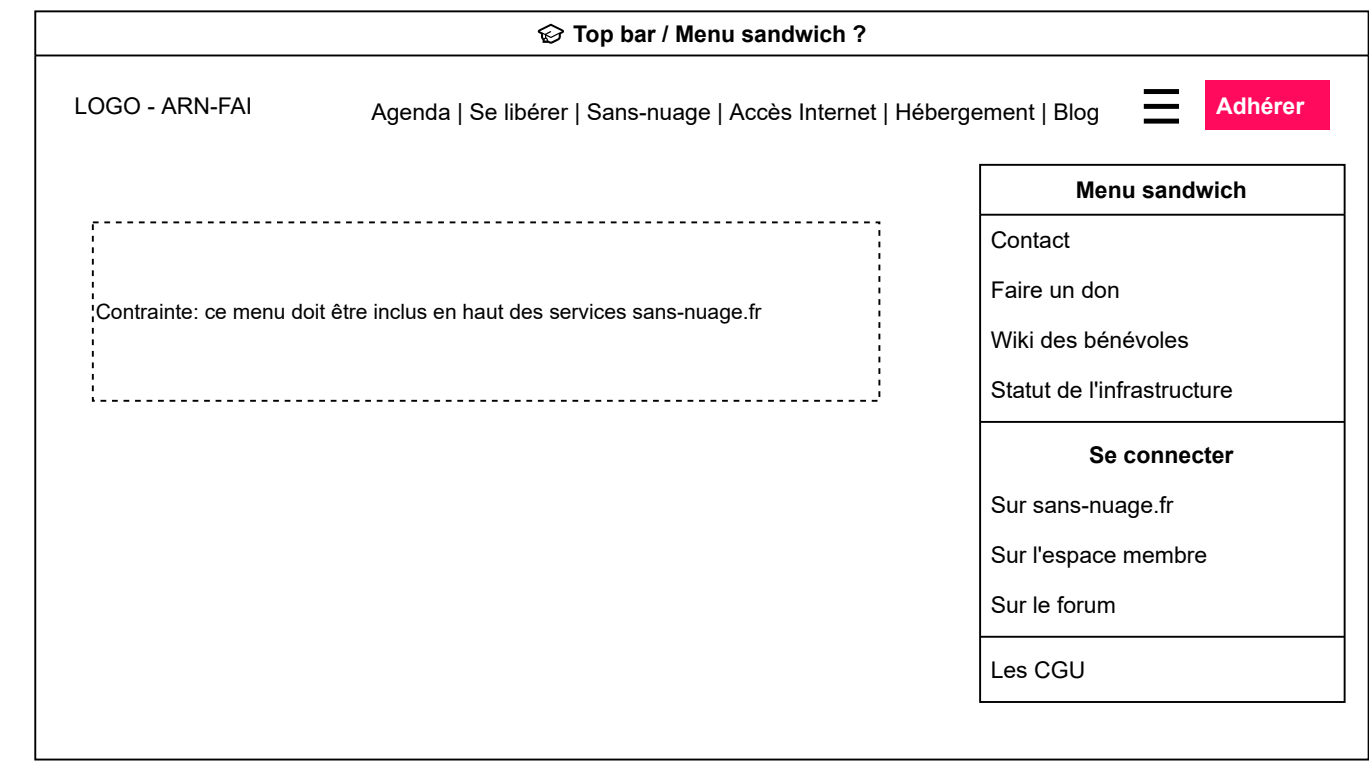 Top bar / Menu sandwich ?
LOGO - ARN-FAI
Agenda | Se libérer | Sans-nuage | Accès Internet | Hébergement | Blog
Adhérer
Menu sandwich
Contact
Faire un don
Wiki des bénévoles
Statut de l'infrastructure
Se connecter
Sur sans-nuage.fr
Sur l'espace membre
Sur le forum
Les CGU
Contrainte: ce menu doit être inclus en haut des services sans-nuage.fr